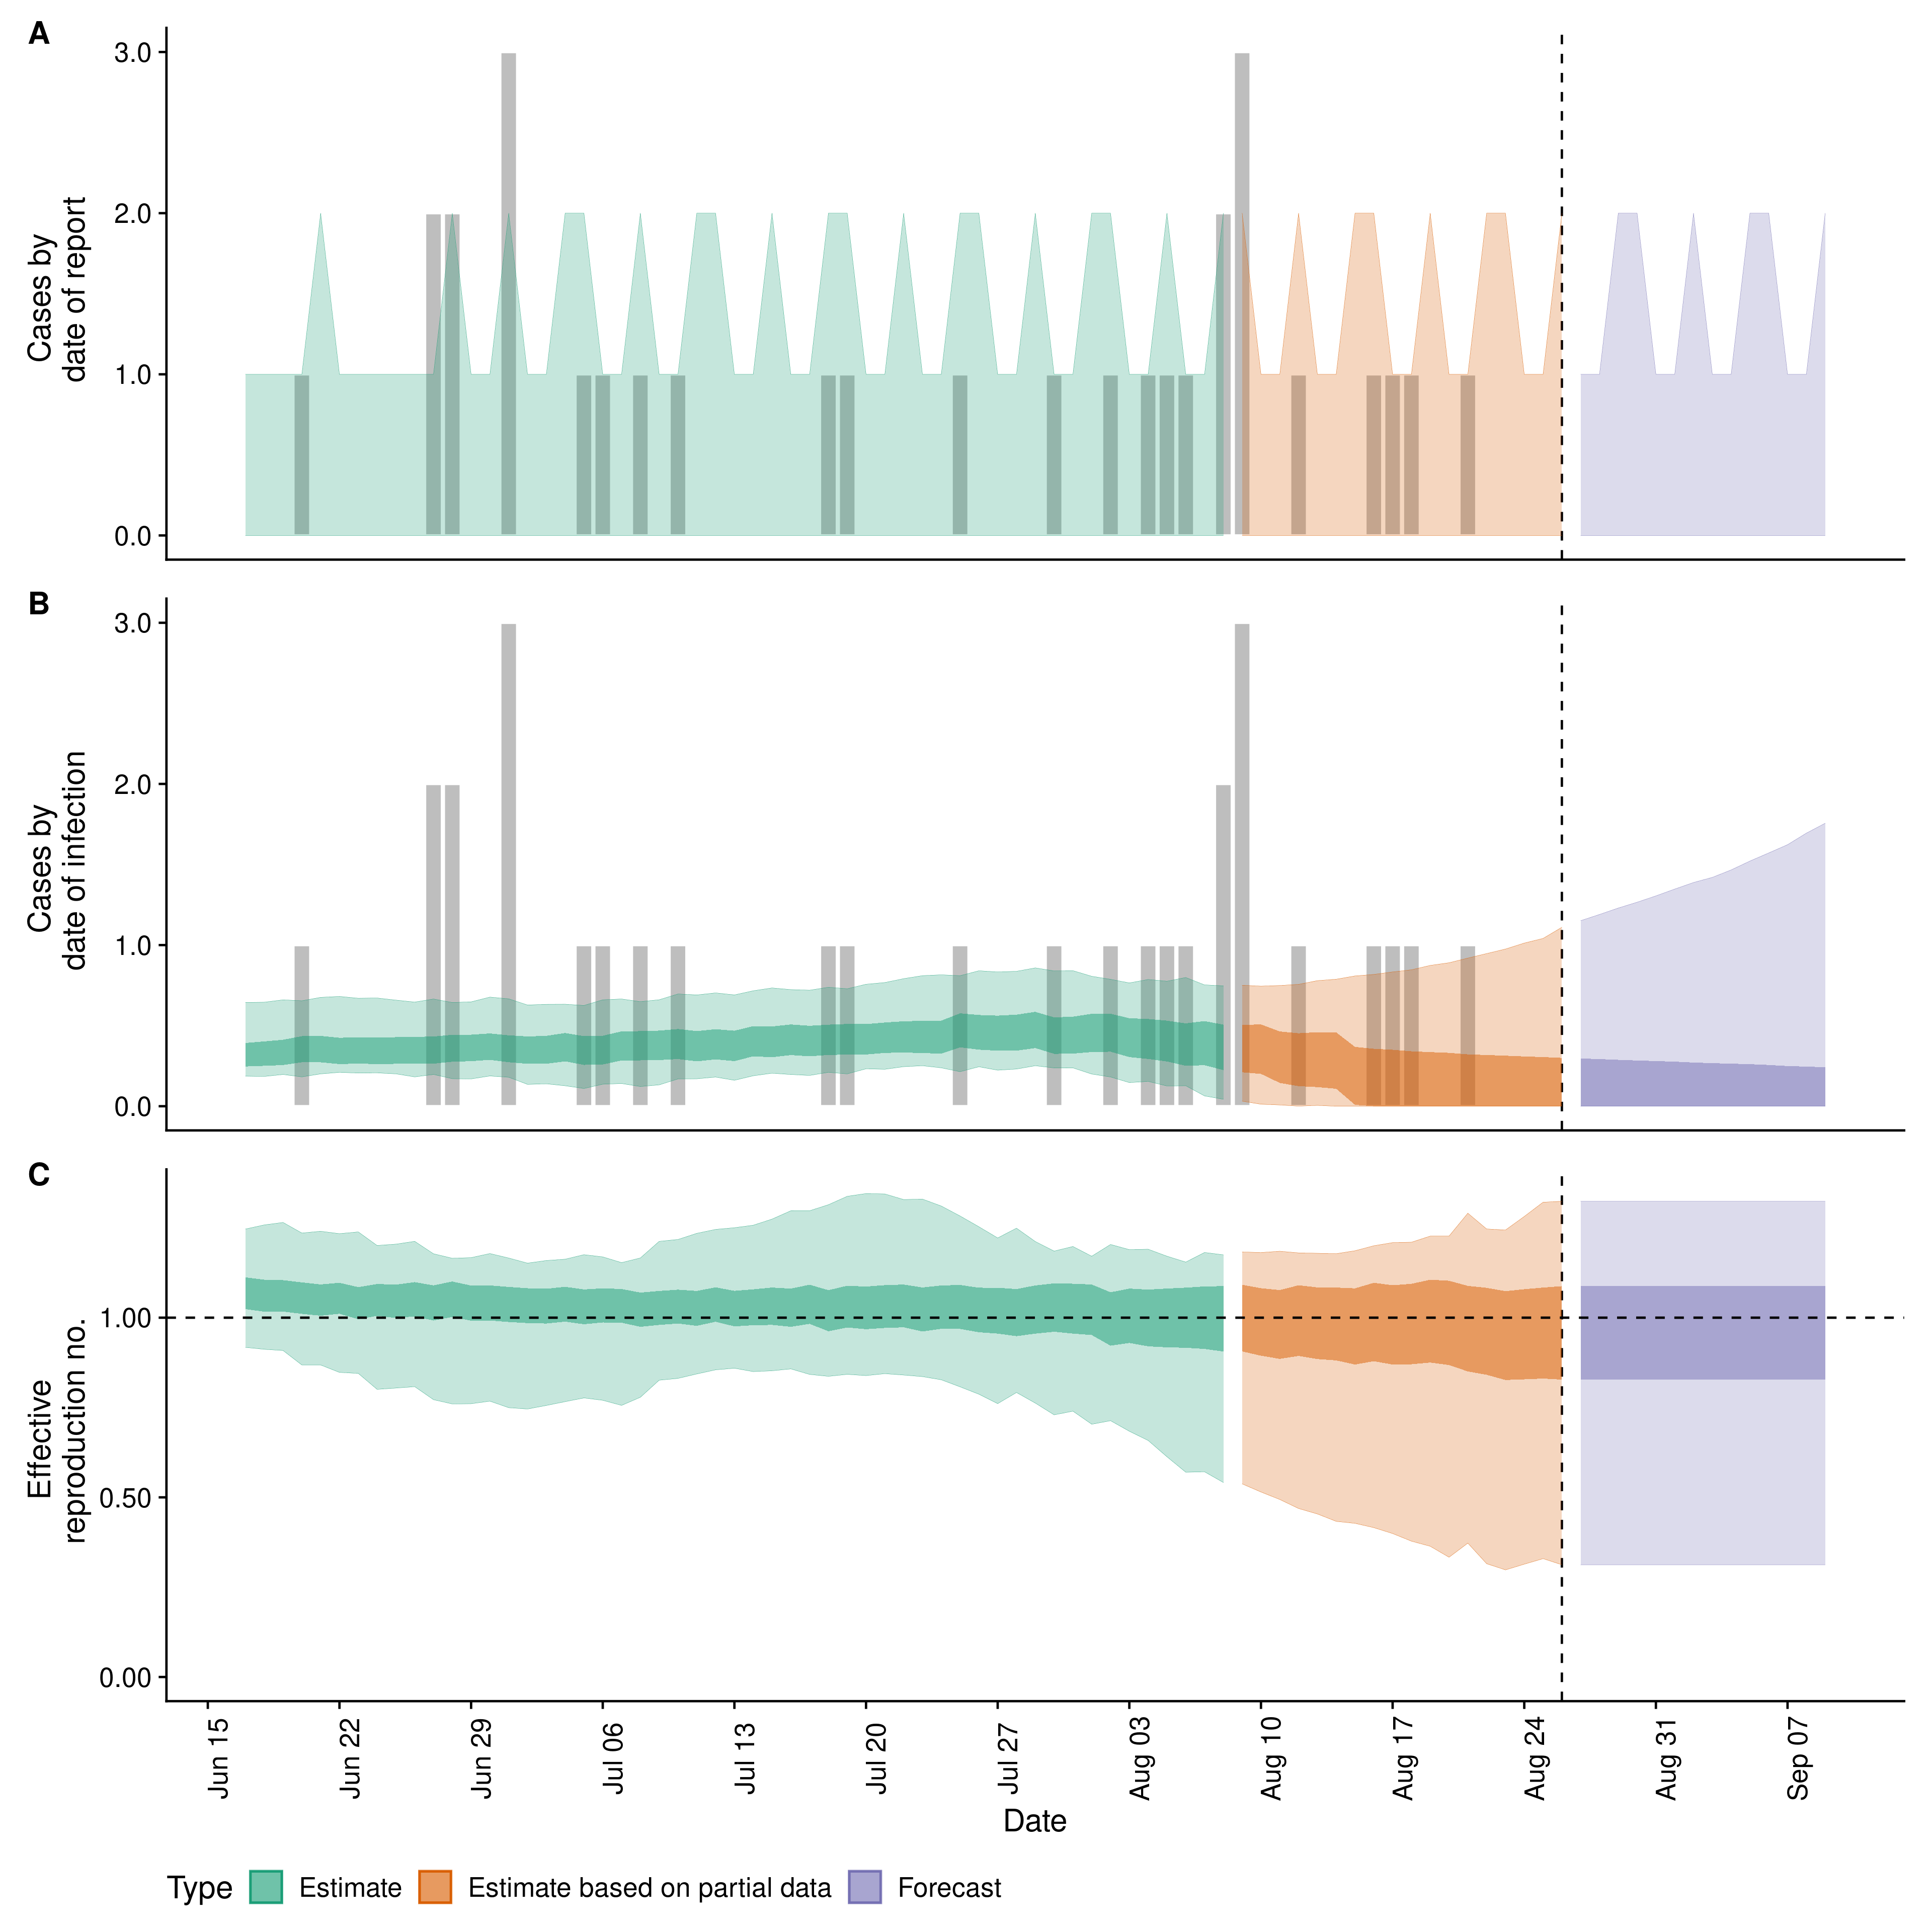 A
Cases by
date of report
3.0
2.0
1.0
0.0
B
Cases by
date of infection
3.0
2.0
1.0
0.0
C
Effective
reproduction no.
1.00
0.50
0.00
Jun 15
Jun 22
Jun 29
Jul 06
Jul 13
Jul 20
Jul 27
Aug 03
Aug 10
Aug 17
Aug 24
Aug 31
Sep 07
Date
Type Estimate Estimate based on partial data Forecast